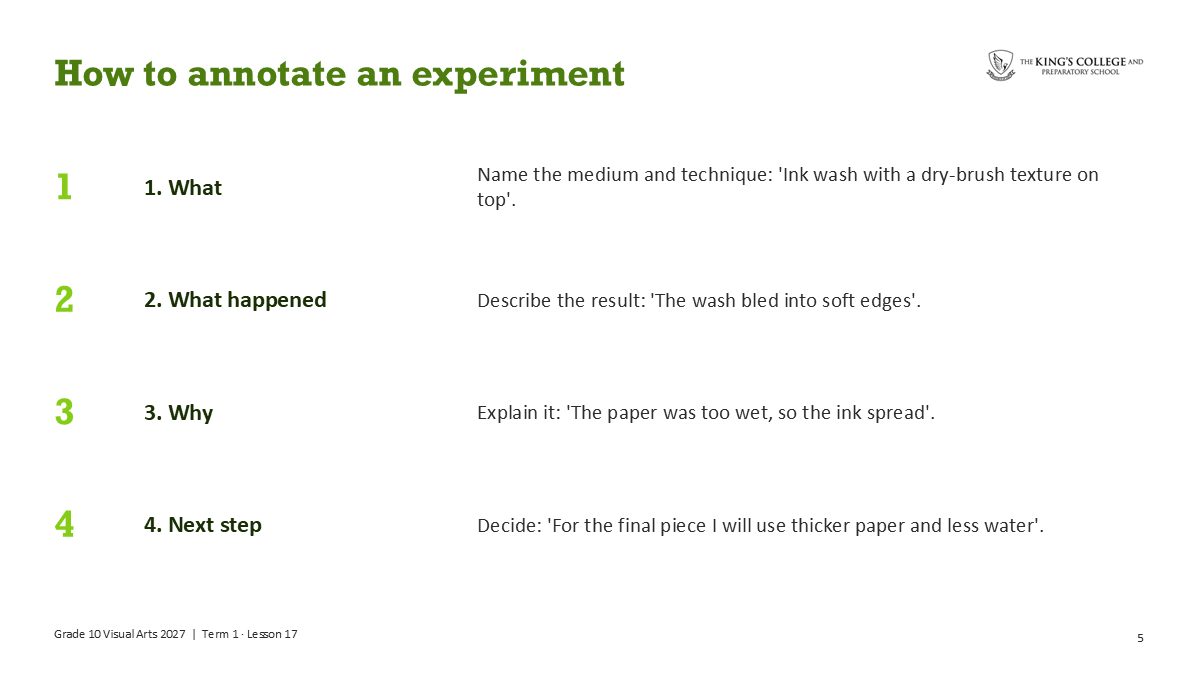 How to annotate an experiment
THE KING'S COLLEGE AND
PREPARATORY SCHOOL
1
1. What
Name the medium and technique: 'Ink wash with a dry-brush texture on
top'.
2
2. What happened
Describe the result: 'The wash bled into soft edges'.
3
3. Why
Explain it: 'The paper was too wet, so the ink spread'.
4
4. Next step
Decide: 'For the final piece I will use thicker paper and less water'.
Grade 10 Visual Arts 2027 | Term 1 · Lesson 17
5